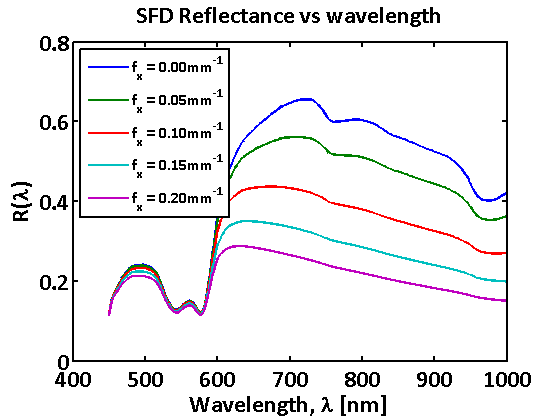 SFD Reflectance vs wavelength
R(λ)
0.8
0.6
0.4
0.2
0
fx = 0.00mm-1
fx = 0.05mm-1
fx = 0.10mm-1
fx = 0.15mm-1
fx = 0.20mm-1
400 500 600 700 800 900 1000
Wavelength, λ [nm]